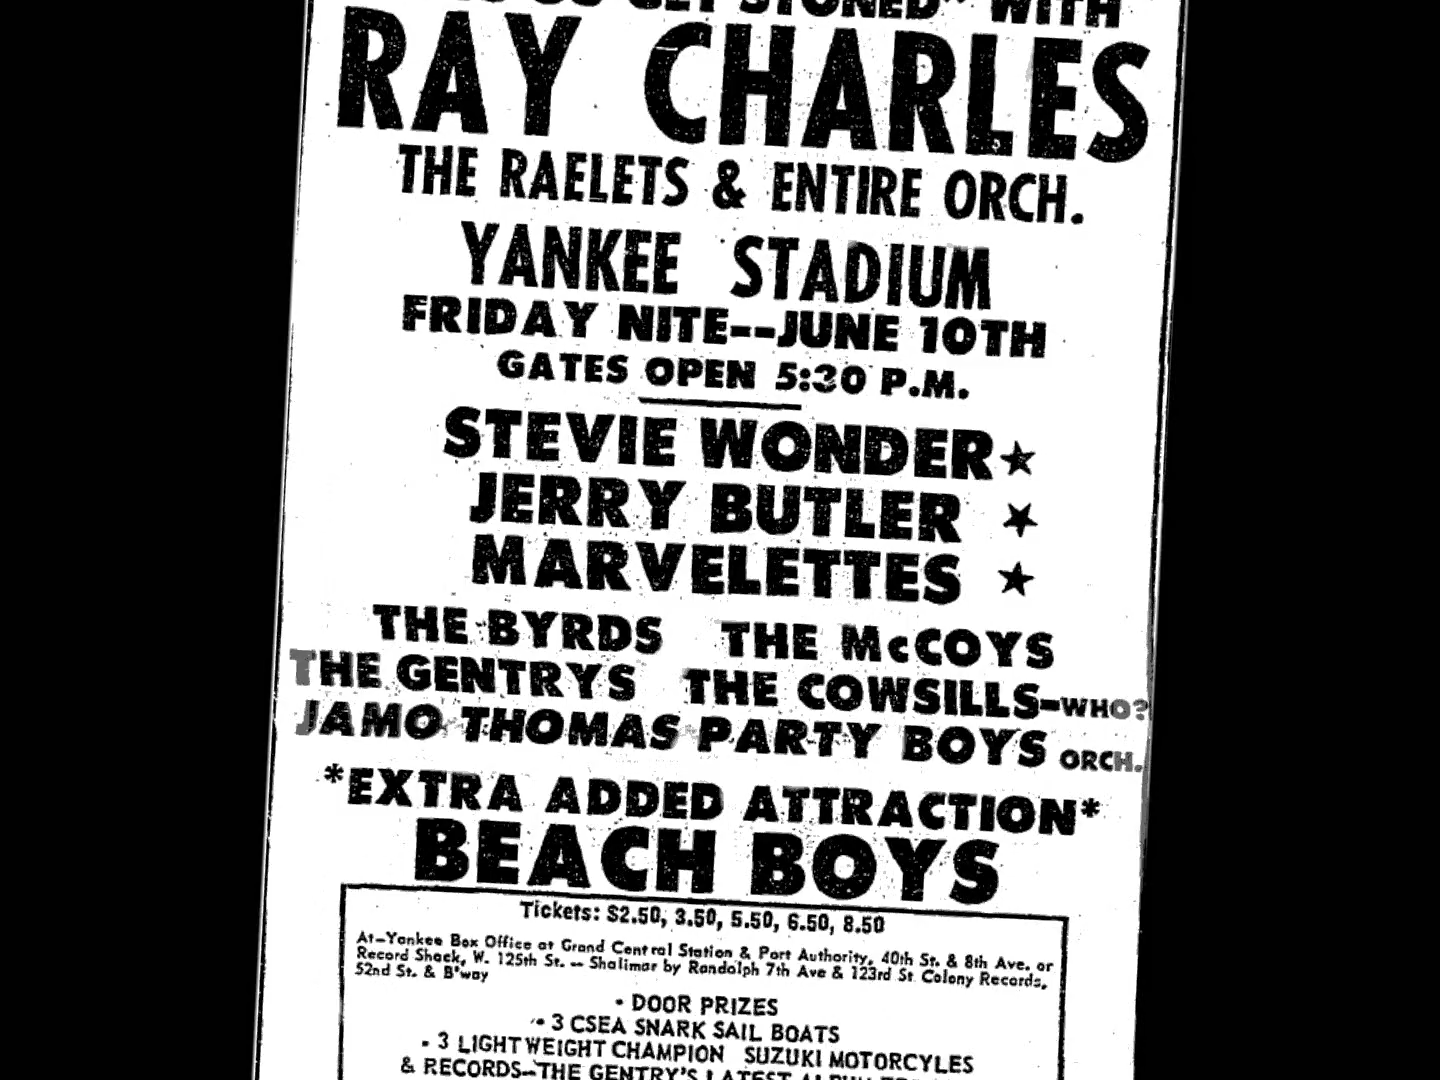 GET STONED" WITH
RAY CHARLES
THE RAELETS & ENTIRE ORCH.
YANKEE STADIUM
FRIDAY NITE--JUNE 10TH
GATES OPEN 5:30 P.M.
STEVIE WONDER★
JERRY BUTLER ★
MARVELETTES ★
THE BYRDS THE McCOYS
THE GENTRYS THE COWSILLS-WHO?
JAMO THOMAS PARTY BOYS ORCH.
*EXTRA ADDED ATTRACTION*
BEACH BOYS
Tickets: $2.50, 3.50, 5.50, 6.50, 8.50
At-Yankee Box Office at Grand Central Station & Port Authority, 40th St. & 8th Ave. or
Record Shack, W. 125th St. -- Shalimar by Randolph 7th Ave & 123rd St Colony Records,
52nd St. & B'way
• DOOR PRIZES
• 3 CSEA SNARK SAIL BOATS
• 3 LIGHTWEIGHT CHAMPION SUZUKI MOTORCYLES
& RECORDS—THE GENTRY'S LATEST ALBUM